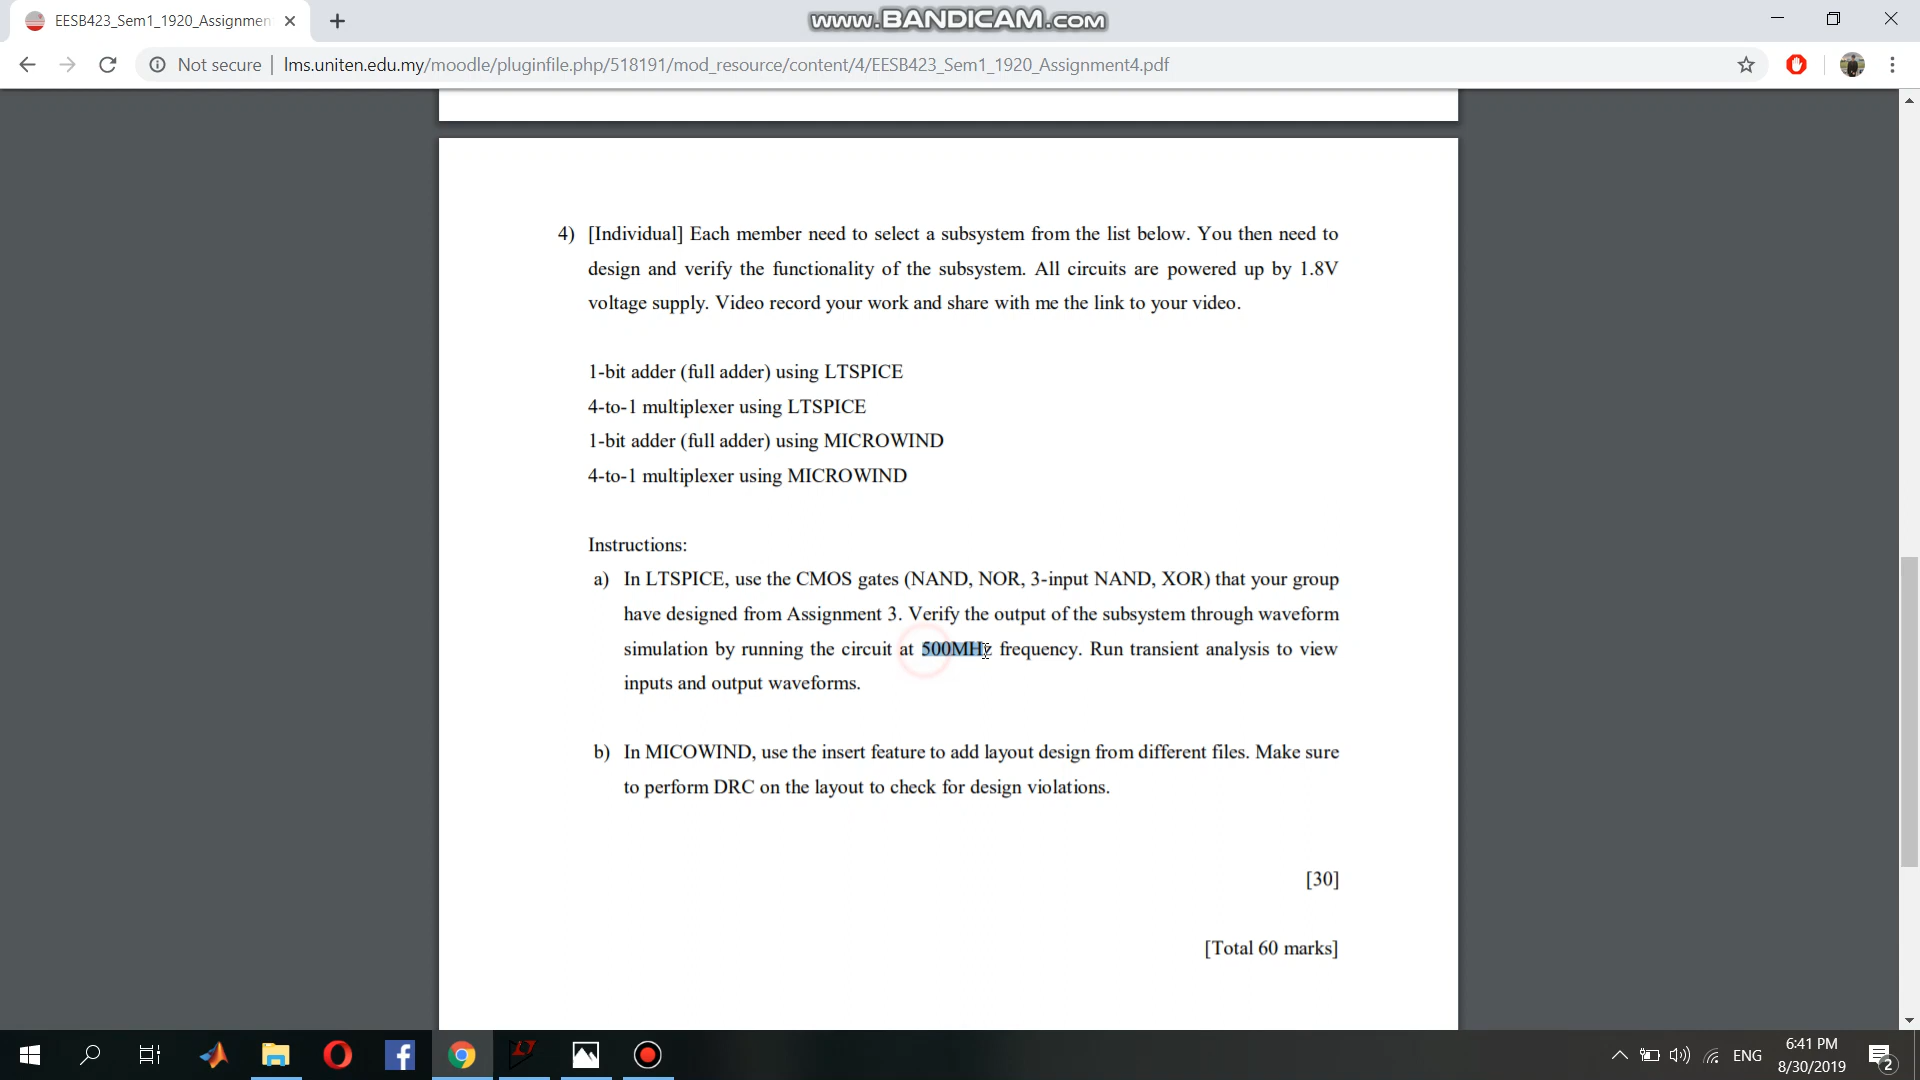 EESB423_Sem1_1920_Assignmen
www.BANDICAM.com
Not secure | lms.uniten.edu.my/moodle/pluginfile.php/518191/mod_resource/content/4/EESB423_Sem1_1920_Assignment4.pdf
4) [Individual] Each member need to select a subsystem from the list below. You then need to
design and verify the functionality of the subsystem. All circuits are powered up by 1.8V
voltage supply. Video record your work and share with me the link to your video.
1-bit adder (full adder) using LTSPICE
4-to-1 multiplexer using LTSPICE
1-bit adder (full adder) using MICROWIND
4-to-1 multiplexer using MICROWIND
Instructions:
a) In LTSPICE, use the CMOS gates (NAND, NOR, 3-input NAND, XOR) that your group
have designed from Assignment 3. Verify the output of the subsystem through waveform
simulation by running the circuit at 500MHz frequency. Run transient analysis to view
inputs and output waveforms.
b) In MICOWIND, use the insert feature to add layout design from different files. Make sure
to perform DRC on the layout to check for design violations.
[30]
[Total 60 marks]
ENG
6:41 PM
8/30/2019
2